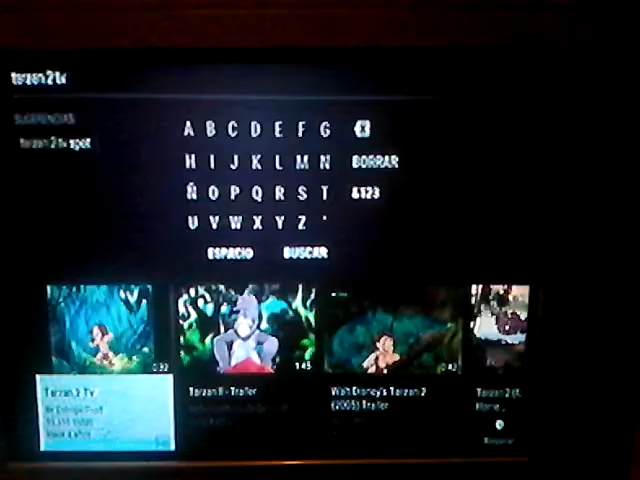 tarzan 2 tv
SUGERENCIAS
tarzan 2 tv spot
A B C D E F G
H I J K L M N BORRAR
Ñ O P Q R S T &123
U V W X Y Z '
ESPACIO BUSCAR
0:32
1:45
0:42
Tarzan 2 TV
Tarzan II - Trailer
Walt Disney's Tarzan 2
(2005) Trailer
Tarzan 2